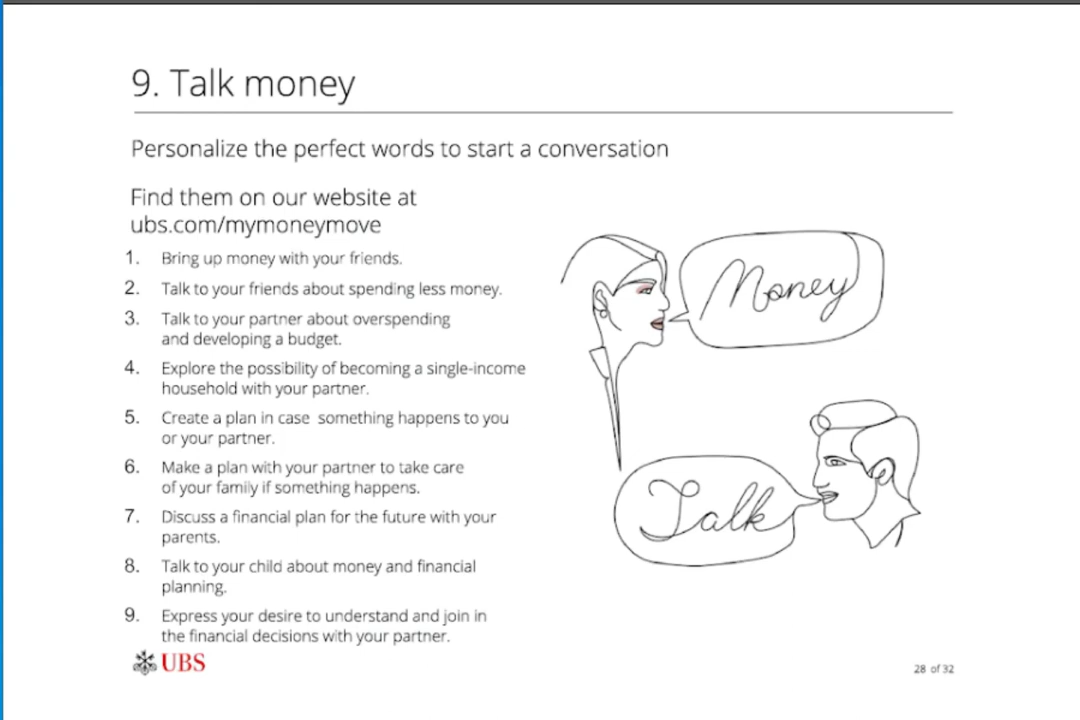 9. Talk money
Personalize the perfect words to start a conversation
Find them on our website at
ubs.com/mymoneymove
1. Bring up money with your friends.
2. Talk to your friends about spending less money.
3. Talk to your partner about overspending
and developing a budget.
4. Explore the possibility of becoming a single-income
household with your partner.
5. Create a plan in case something happens to you
or your partner.
6. Make a plan with your partner to take care
of your family if something happens.
7. Discuss a financial plan for the future with your
parents.
8. Talk to your child about money and financial
planning.
9. Express your desire to understand and join in
the financial decisions with your partner.
Money
Talk
UBS
28 of 32